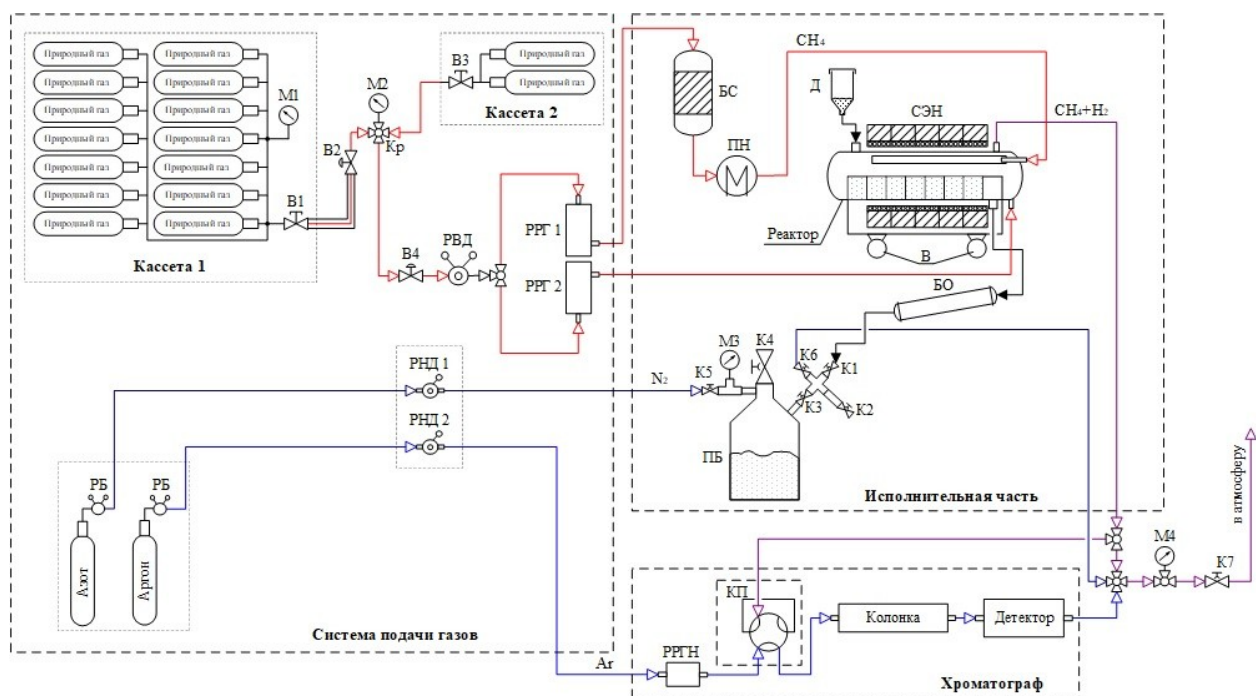 Природный газ
Природный газ
Природный газ
Природный газ
Природный газ
Природный газ
Природный газ
Природный газ
Природный газ
Природный газ
Природный газ
Природный газ
Природный газ
Природный газ
М1
В1
Кассета 1
В2
М2
Кр
В3
Природный газ
Природный газ
Кассета 2
В4
РВД
РРГ 1
РРГ 2
РНД 1
РНД 2
РБ
РБ
Азот
Аргон
Система подачи газов
БС
ПН
CH₄
Д
СЭН
CH₄+H₂
Реактор
В
БО
N₂
К5
М3
К4
К6
К1
К3
К2
ПБ
Исполнительная часть
Ar
РРГН
КП
Колонка
Детектор
Хроматограф
М4
К7
в атмосферу